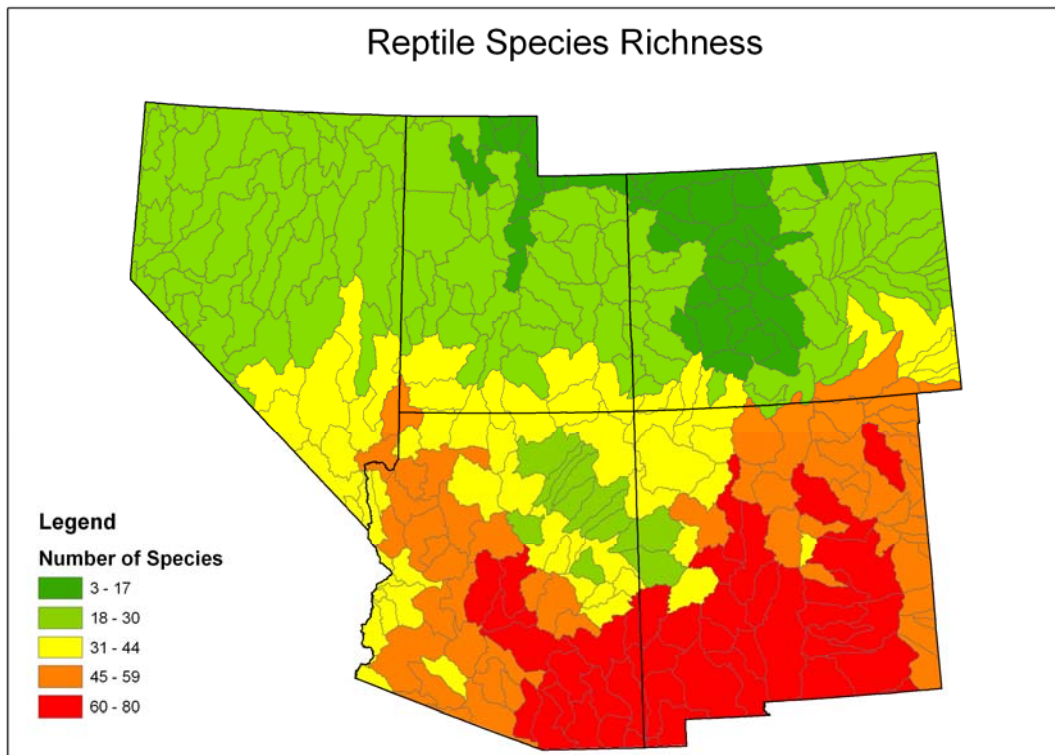 Reptile Species Richness
Legend
Number of Species
3 - 17
18 - 30
31 - 44
45 - 59
60 - 80